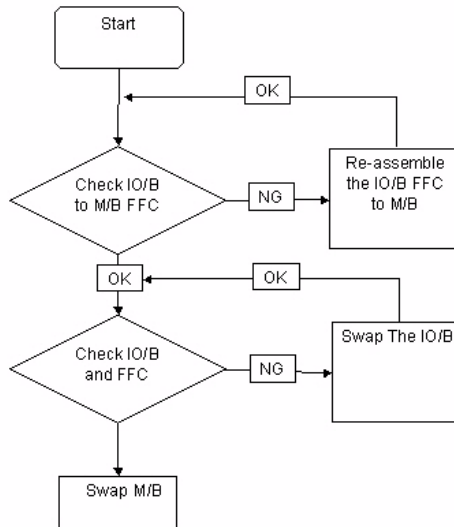 Start
OK
Check IO/B
to M/B FFC
NG
Re-assemble
the IO/B FFC
to M/B
OK
OK
Check IO/B
and FFC
NG
Swap The IO/B
Swap M/B